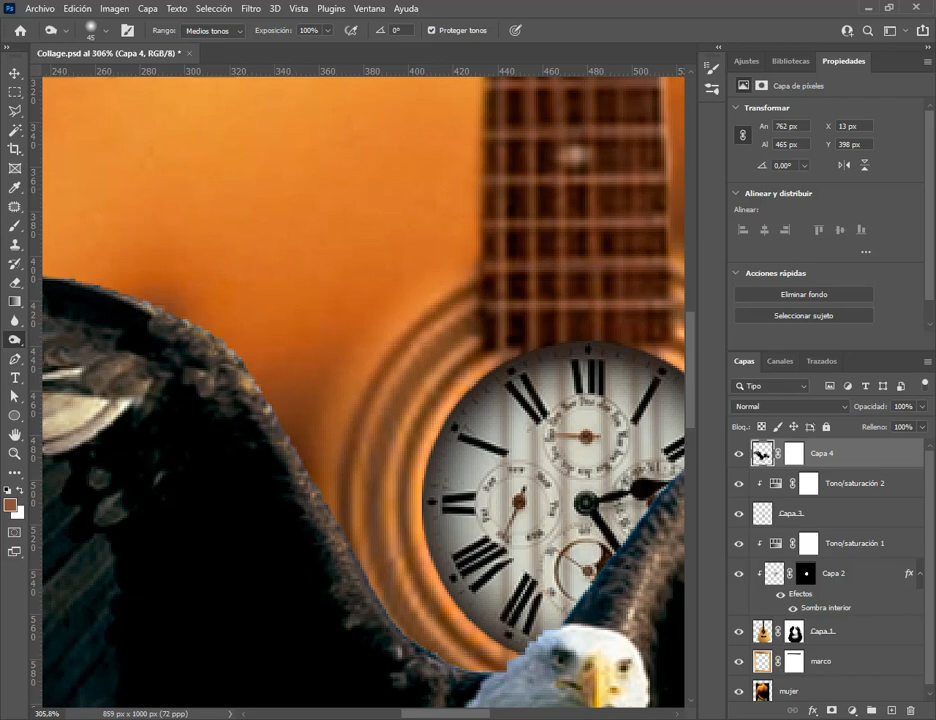 Ps Archivo Edición Imagen Capa Texto Selección Filtro 3D Vista Plugins Ventana Ayuda
45 Rango: Medios tonos Exposición: 100% 0° Proteger tonos
Collage.psd al 306% (Capa 4, RGB/8) * ×
Ajustes Bibliotecas Propiedades
240 260 280 300 320 340 360 380 400 420 440 460 480 500
Capa de píxeles
Transformar
An 762 px X 13 px
Al 465 px Y 398 px
0,00°
Alinear y distribuir
Alinear:
Acciones rápidas
Eliminar fondo
Seleccionar sujeto
Capas Canales Trazados
Tipo
Normal Opacidad: 100%
Bloq.: Relleno: 100%
Capa 4
Tono/saturación 2
Capa 3
Tono/saturación 1
Capa 2 fx
Efectos
Sombra interior
Capa 1
marco
mujer
305,8% 859 px x 1000 px (72 ppp)